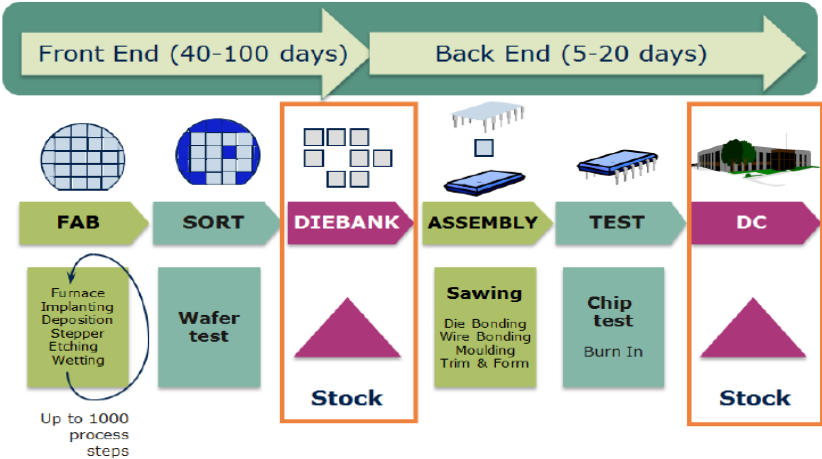 Front End (40-100 days)
Back End (5-20 days)
FAB
SORT
DIEBANK
ASSEMBLY
TEST
DC
Furnace
Implanting
Deposition
Stepper
Etching
Wetting
Up to 1000
process
steps
Wafer
test
Stock
Sawing
Die Bonding
Wire Bonding
Moulding
Trim & Form
Chip
test
Burn In
Stock